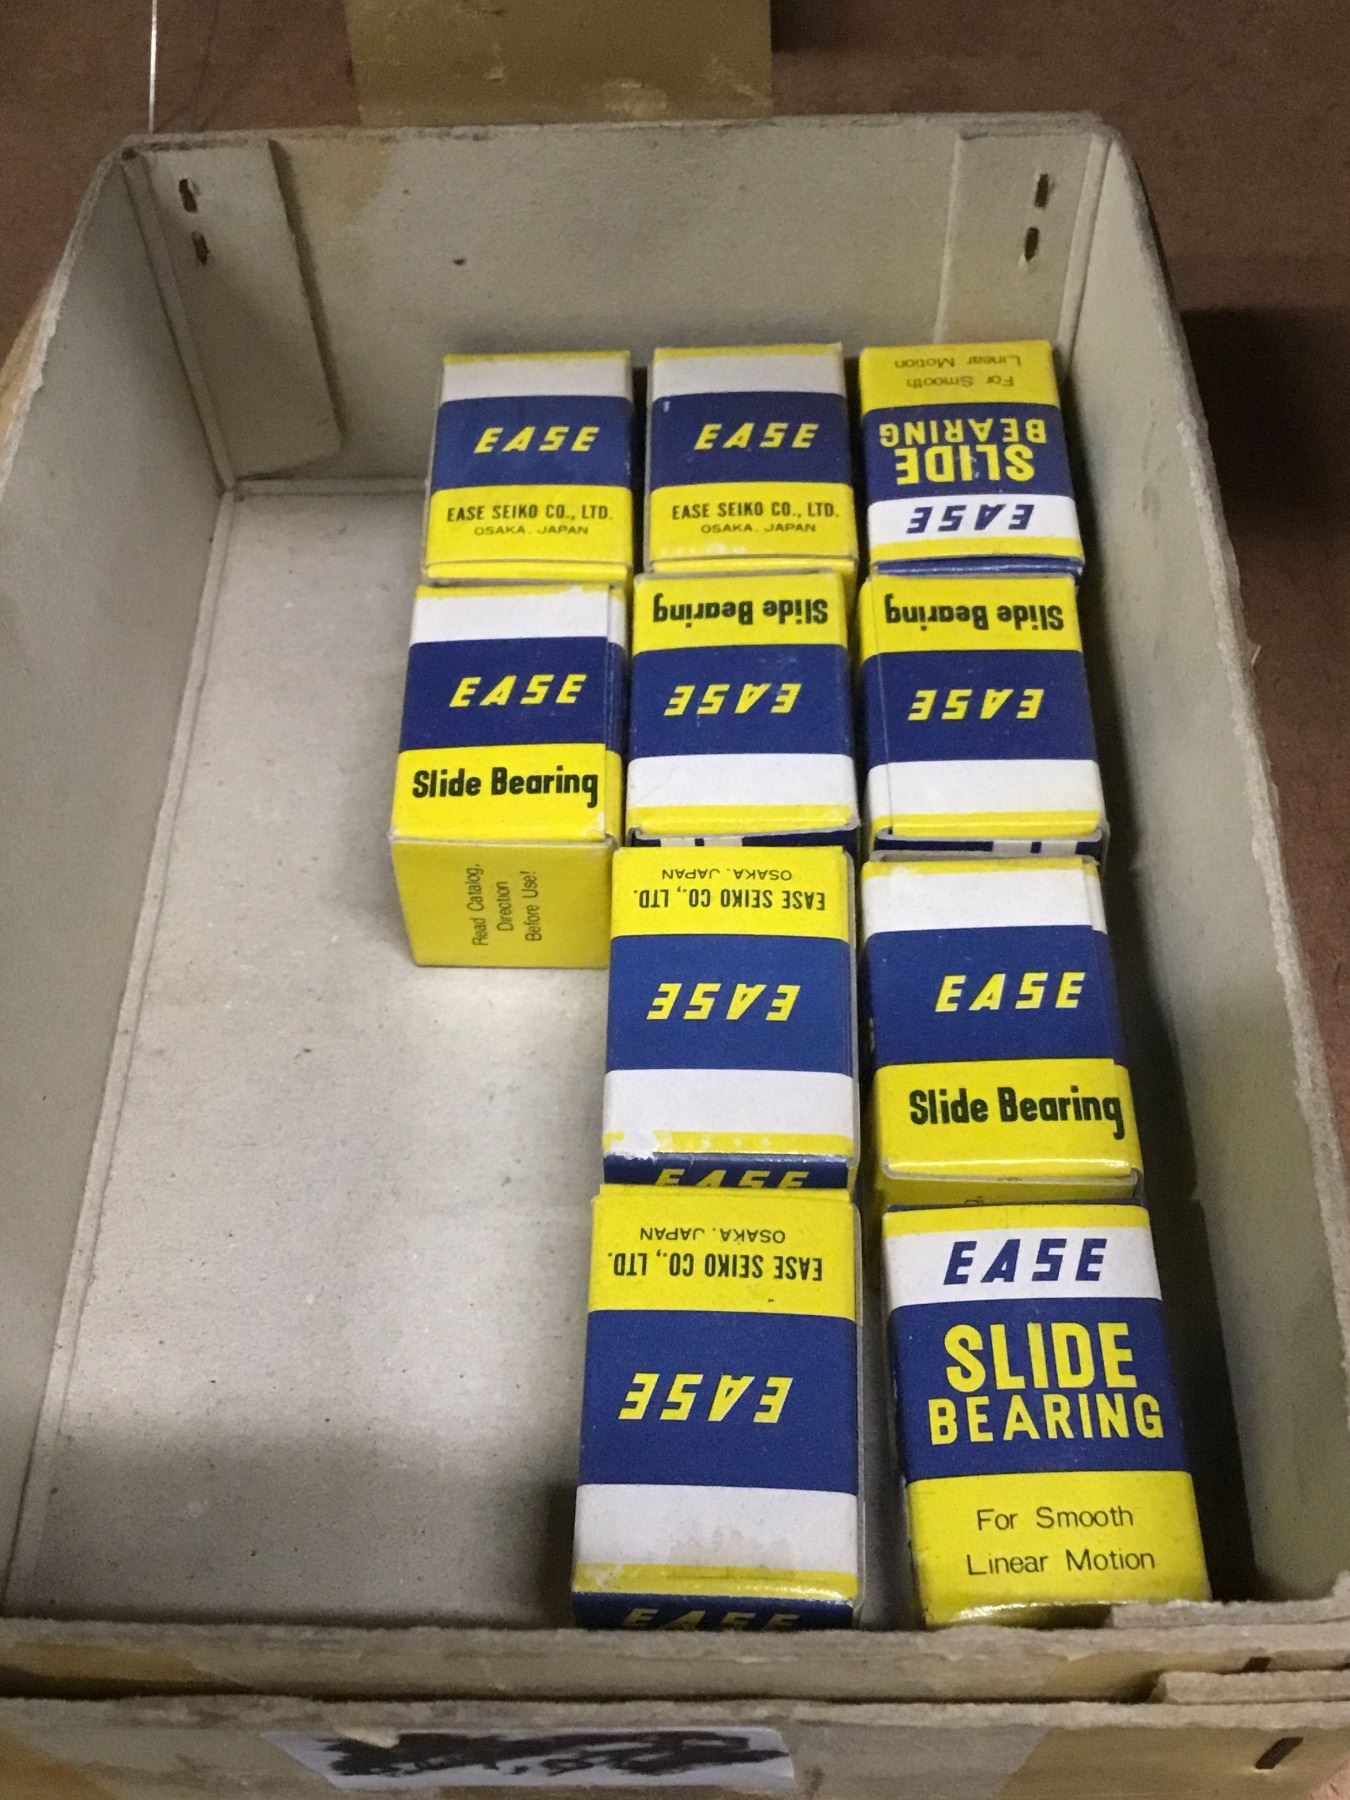 EASE
EASE SEIKO CO., LTD.
OSAKA, JAPAN
EASE
EASE SEIKO CO., LTD.
OSAKA, JAPAN
EASE
SLIDE
BEARING
For Smooth
Linear Motion
EASE
Slide Bearing
Read Catalog,
Direction
Before Use!
Slide Bearing
EASE
Slide Bearing
EASE
EASE SEIKO CO., LTD.
OSAKA, JAPAN
EASE
EASE
EASE
Slide Bearing
EASE SEIKO CO., LTD.
OSAKA, JAPAN
EASE
EASE
EASE
SLIDE
BEARING
For Smooth
Linear Motion